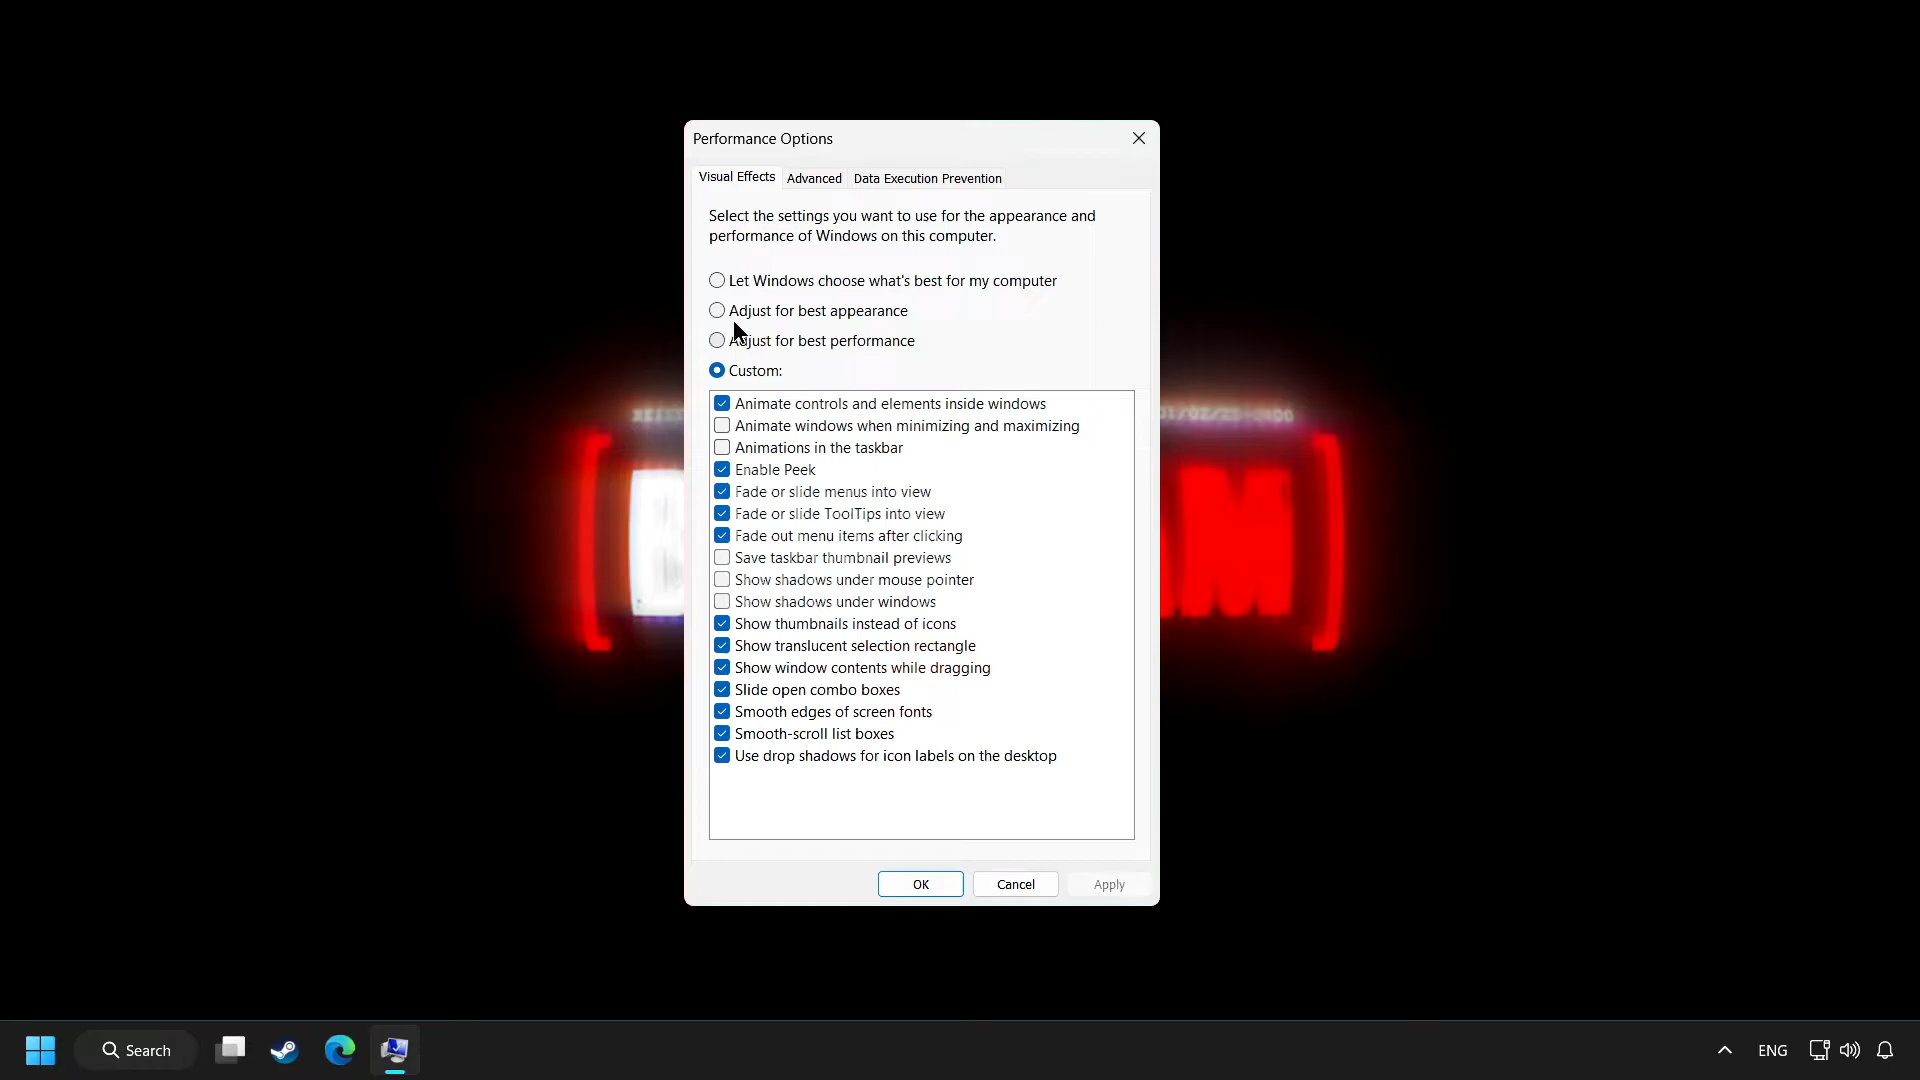 Performance Options
Visual Effects
Advanced
Data Execution Prevention
Select the settings you want to use for the appearance and
performance of Windows on this computer.
Let Windows choose what's best for my computer
Adjust for best appearance
Adjust for best performance
Custom:
Animate controls and elements inside windows
Animate windows when minimizing and maximizing
Animations in the taskbar
Enable Peek
Fade or slide menus into view
Fade or slide ToolTips into view
Fade out menu items after clicking
Save taskbar thumbnail previews
Show shadows under mouse pointer
Show shadows under windows
Show thumbnails instead of icons
Show translucent selection rectangle
Show window contents while dragging
Slide open combo boxes
Smooth edges of screen fonts
Smooth-scroll list boxes
Use drop shadows for icon labels on the desktop
OK
Cancel
Apply
Search
ENG